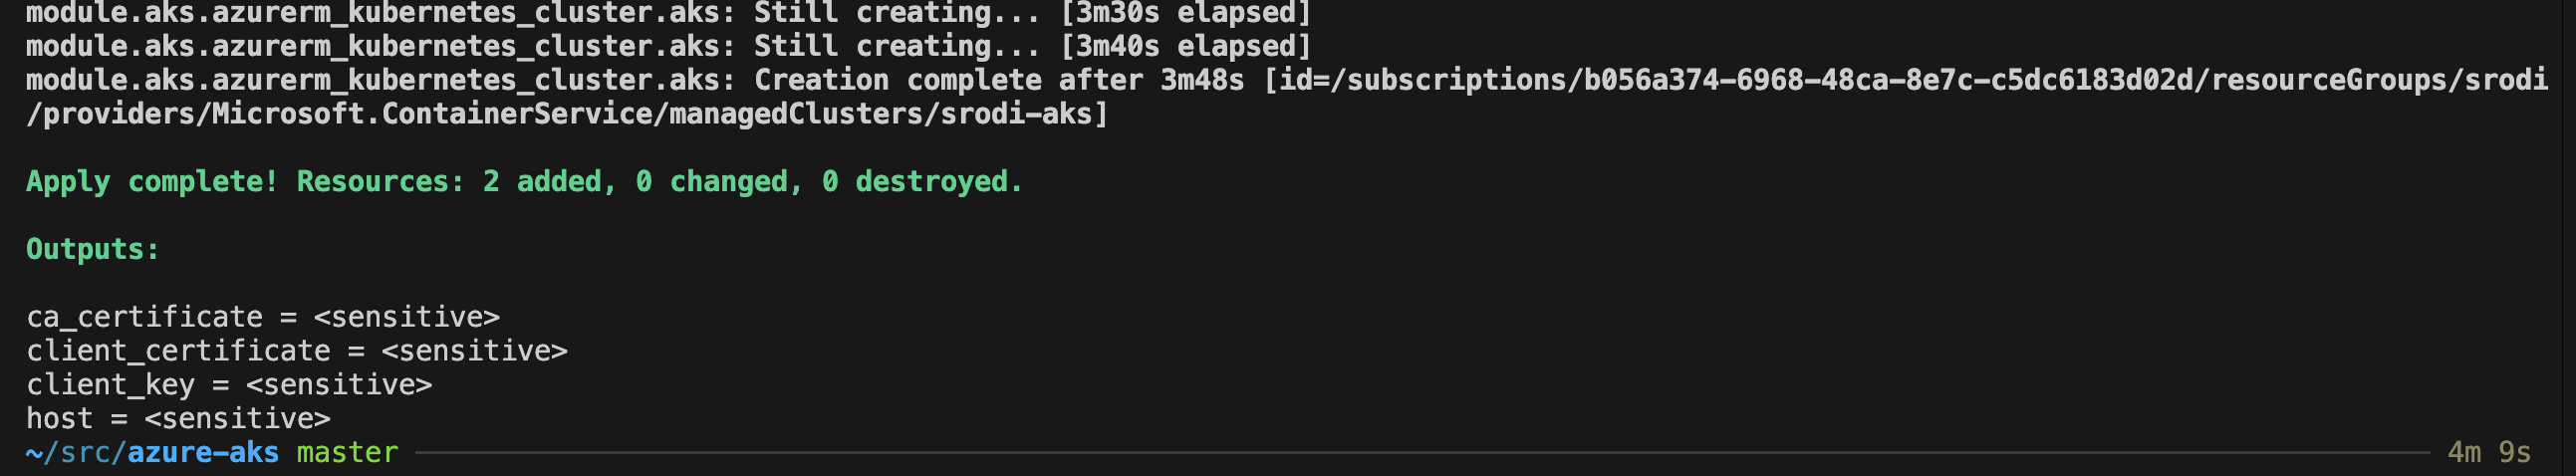 module.aks.azurerm_kubernetes_cluster.aks: Still creating... [3m30s elapsed]
module.aks.azurerm_kubernetes_cluster.aks: Still creating... [3m40s elapsed]
module.aks.azurerm_kubernetes_cluster.aks: Creation complete after 3m48s [id=/subscriptions/b056a374-6968-48ca-8e7c-c5dc6183d02d/resourceGroups/srodi
/providers/Microsoft.ContainerService/managedClusters/srodi-aks]
Apply complete! Resources: 2 added, 0 changed, 0 destroyed.
Outputs:
ca_certificate = <sensitive>
client_certificate = <sensitive>
client_key = <sensitive>
host = <sensitive>
~/src/azure-aks master 4m 9s